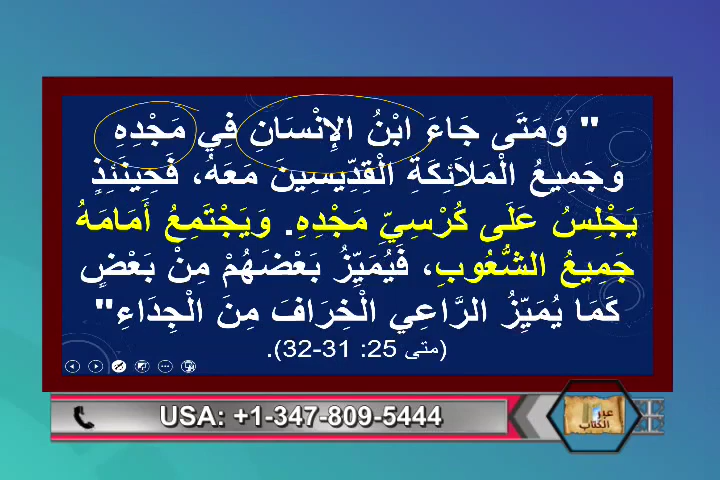 " وَمَتَى جَاءَ ابْنُ الإِنْسَانِ فِي مَجْدِهِ
وَجَمِيعُ الْمَلاَئِكَةِ الْقِدِّيسِينَ مَعَهُ، فَحِينَئِذٍ
يَجْلِسُ عَلَى كُرْسِيِّ مَجْدِهِ. وَيَجْتَمِعُ أَمَامَهُ
جَمِيعُ الشُّعُوبِ، فَيُمَيِّزُ بَعْضَهُمْ مِنْ بَعْضٍ
كَمَا يُمَيِّزُ الرَّاعِي الْخِرَافَ مِنَ الْجِدَاءِ"
(متى 25: 31-32).
USA: +1-347-809-5444
عبر
الكتاب